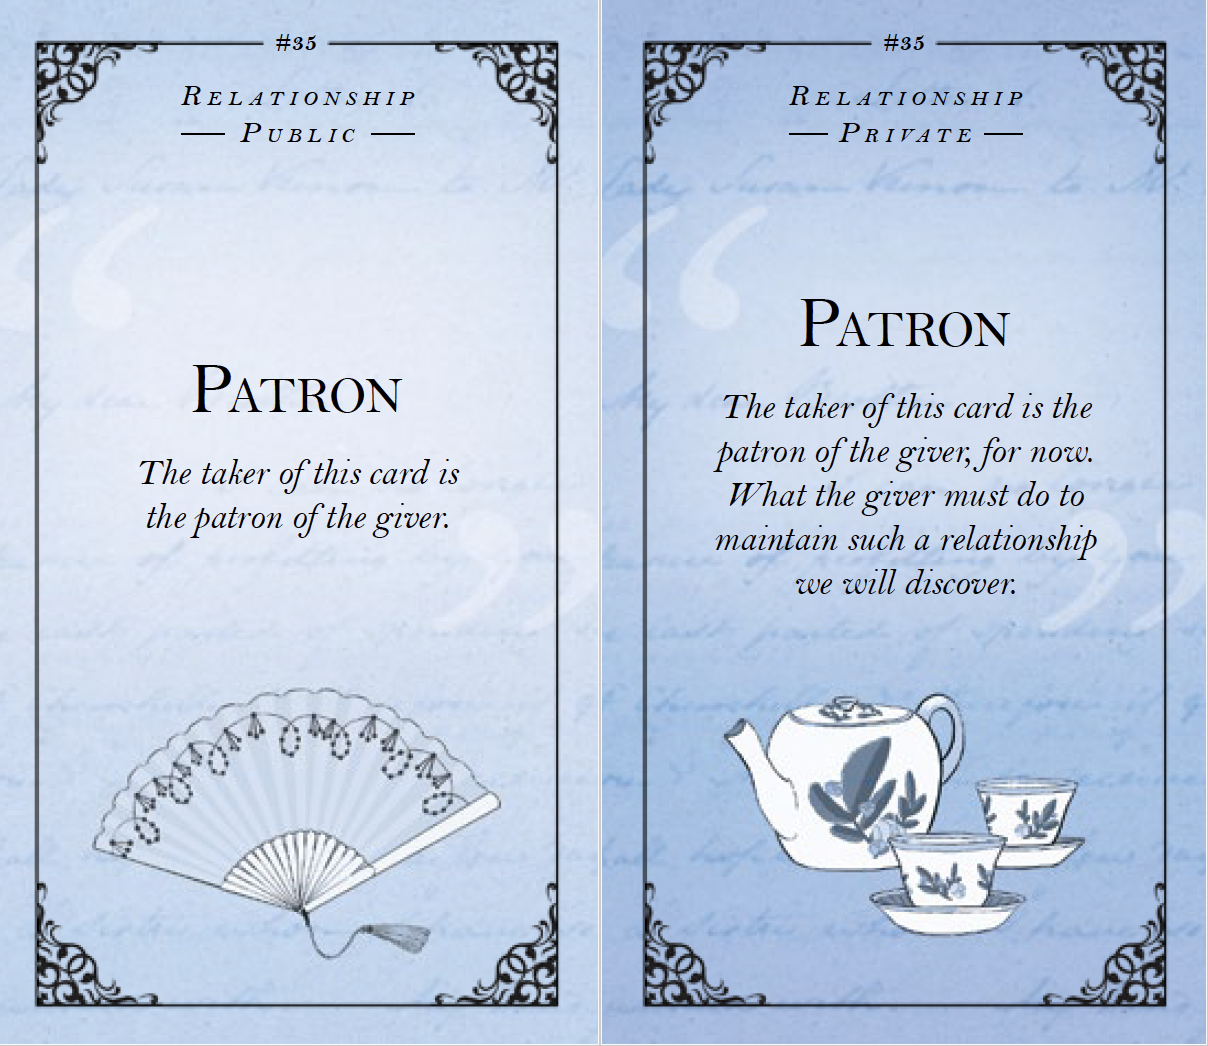 #35
RELATIONSHIP
PUBLIC
PATRON
The taker of this card is
the patron of the giver.
#35
RELATIONSHIP
PRIVATE
PATRON
The taker of this card is the
patron of the giver, for now.
What the giver must do to
maintain such a relationship
we will discover.